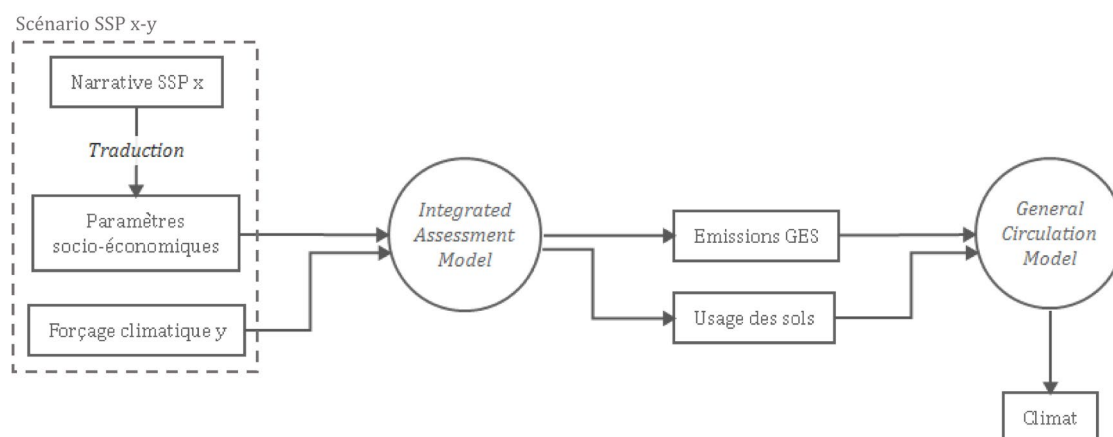 Scénario SSP x-y
Narrative SSP x
Traduction
Paramètres
socio-économiques
Forçage climatique y
Integrated
Assessment
Model
Emissions GES
Usage des sols
General
Circulation
Model
Climat